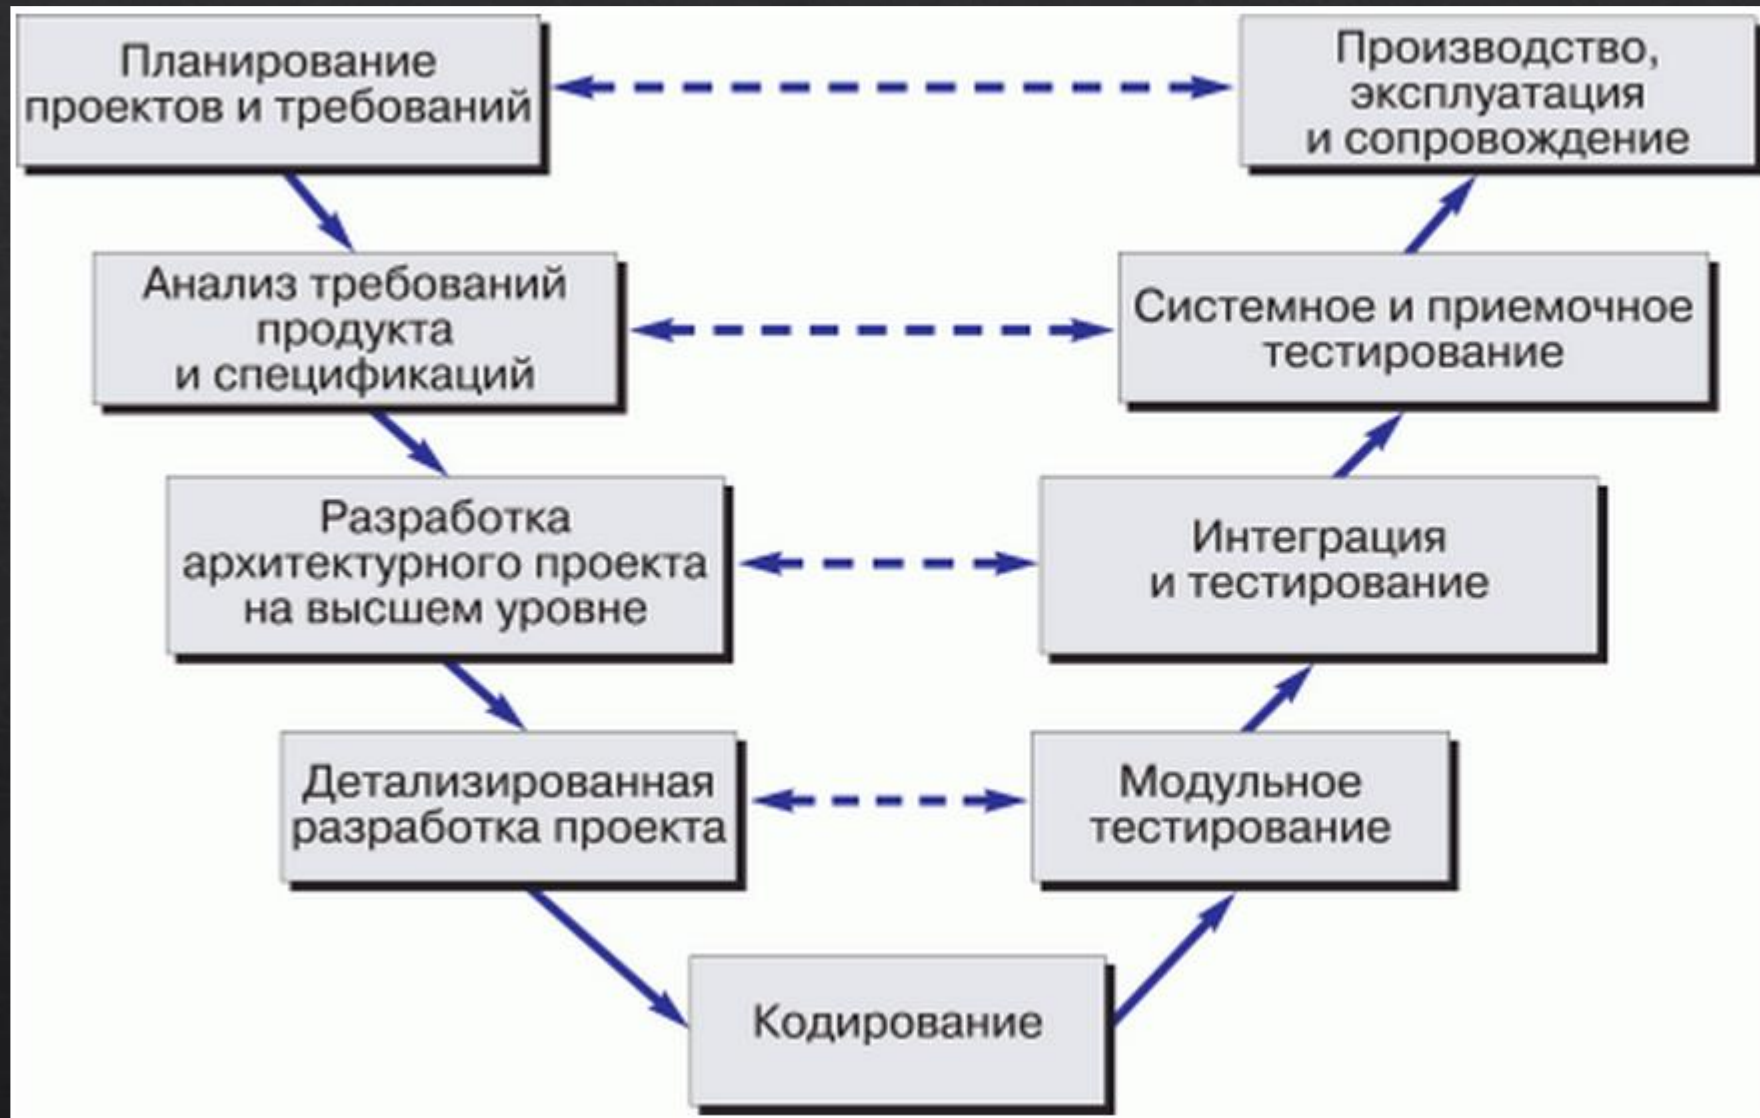 Планирование
проектов и требований
Производство,
эксплуатация
и сопровождение
Анализ требований
продукта
и спецификаций
Системное и приемочное
тестирование
Разработка
архитектурного проекта
на высшем уровне
Интеграция
и тестирование
Детализированная
разработка проекта
Модульное
тестирование
Кодирование